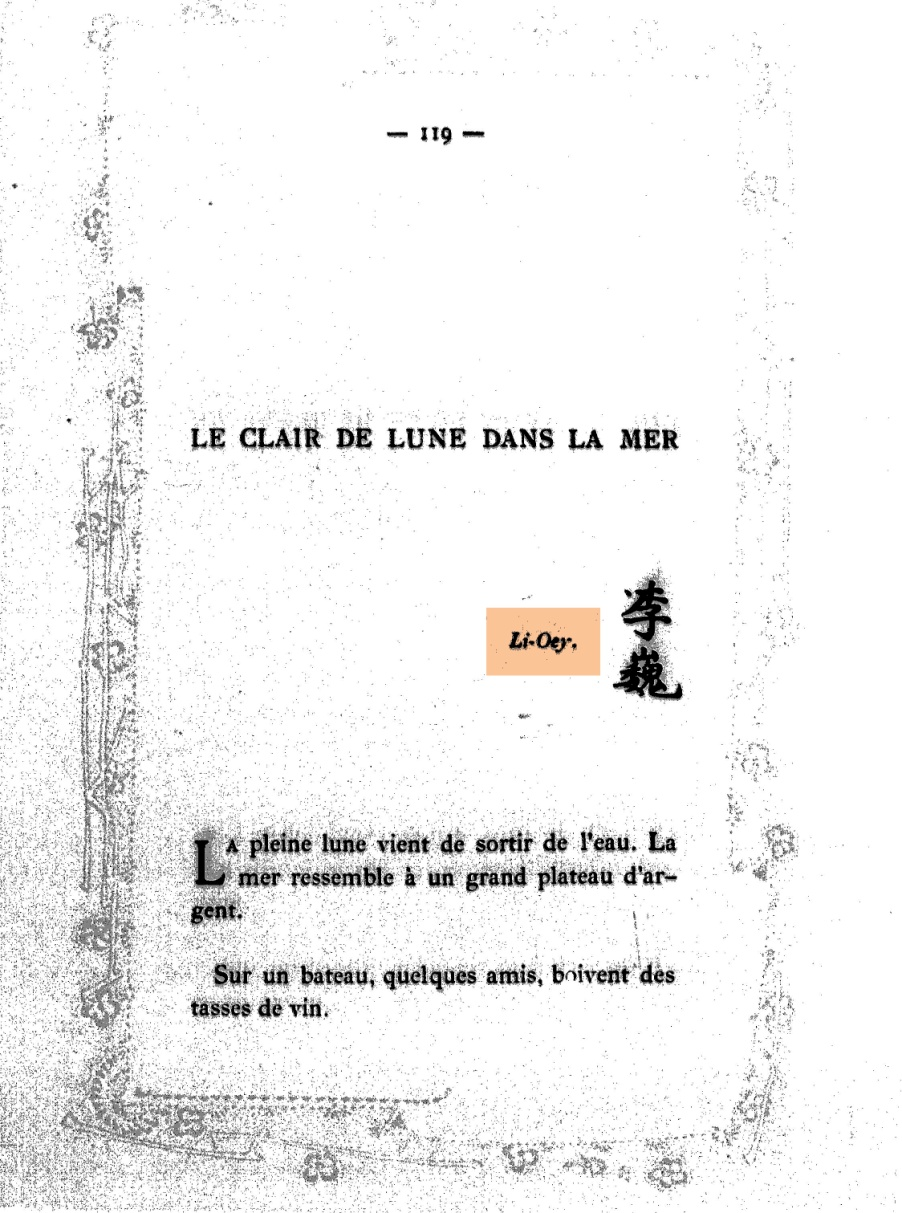 — 119 —
LE CLAIR DE LUNE DANS LA MER
Li-Oey.
李
巍
LA pleine lune vient de sortir de l'eau. La
mer ressemble à un grand plateau d'ar-
gent.
Sur un bateau, quelques amis, boivent des
tasses de vin.